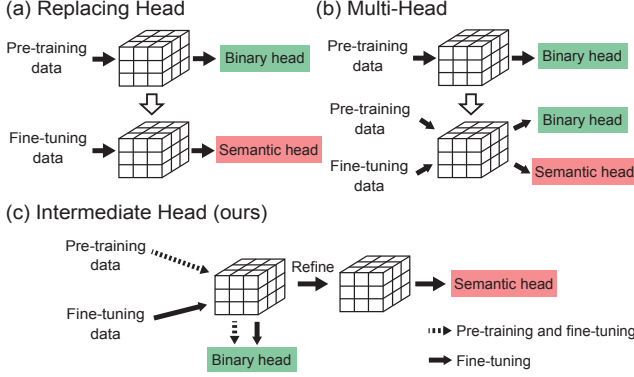 (a) Replacing Head
Pre-training
data
Binary head
Fine-tuning
data
Semantic head
(b) Multi-Head
Pre-training
data
Binary head
Pre-training
data
Binary head
Fine-tuning
data
Semantic head
(c) Intermediate Head (ours)
Pre-training
data
Refine
Semantic head
Fine-tuning
data
Binary head
Pre-training and fine-tuning
Fine-tuning